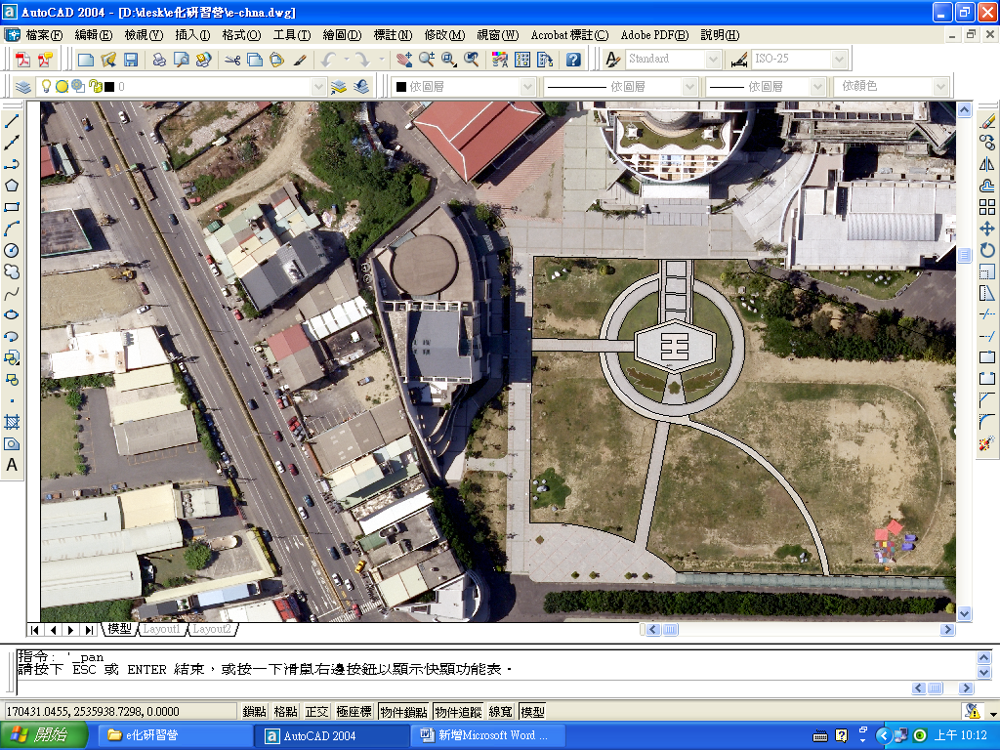 AutoCAD 2004 - [D:\desk\e化研習營\e-chna.dwg]
檔案(F) 編輯(E) 檢視(V) 插入(I) 格式(O) 工具(T) 繪圖(D) 標註(N) 修改(M) 視窗(W) Acrobat 標註(C) Adobe PDF(B) 說明(H)
Standard ISO-25
0 依圖層 依圖層 依圖層 依顏色
模型 Layout1 Layout2
指令: '_pan
請按下 ESC 或 ENTER 結束，或按一下滑鼠右邊按鈕以顯示快顯功能表。
170431.0455, 2535938.7298, 0.0000 鎖點 格點 正交 極座標 物件鎖點 物件追蹤 線寬 模型
開始 e化研習營 AutoCAD 2004 新增Microsoft Word ... 上午 10:12